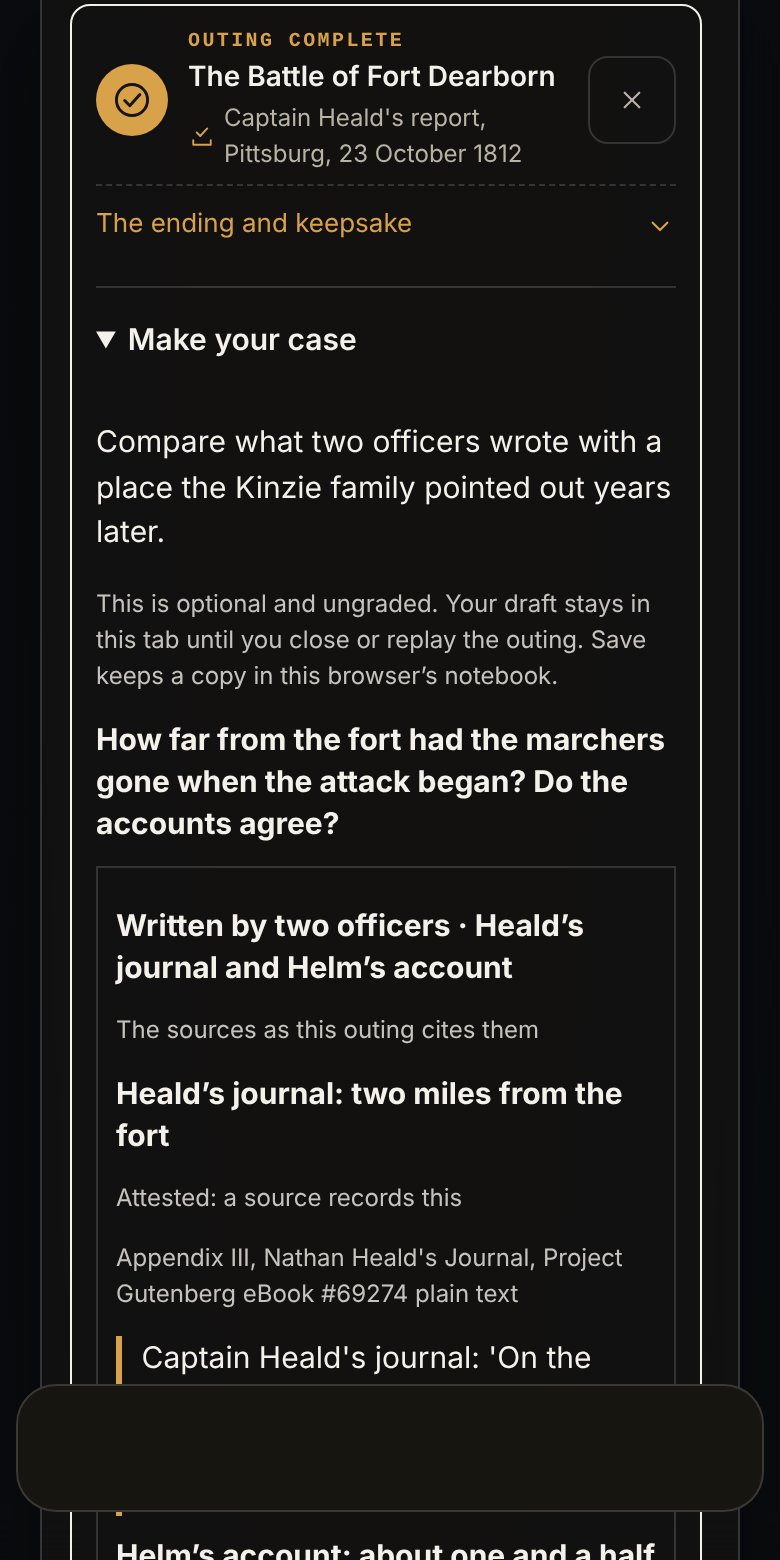 OUTING COMPLETE
The Battle of Fort Dearborn
Captain Heald's report,
Pittsburg, 23 October 1812
The ending and keepsake
Make your case
Compare what two officers wrote with a
place the Kinzie family pointed out years
later.
This is optional and ungraded. Your draft stays in
this tab until you close or replay the outing. Save
keeps a copy in this browser’s notebook.
How far from the fort had the marchers
gone when the attack began? Do the
accounts agree?
Written by two officers · Heald’s
journal and Helm’s account
The sources as this outing cites them
Heald’s journal: two miles from the
fort
Attested: a source records this
Appendix III, Nathan Heald's Journal, Project
Gutenberg eBook #69274 plain text
Captain Heald's journal: 'On the
Helm’s account: about one and a half